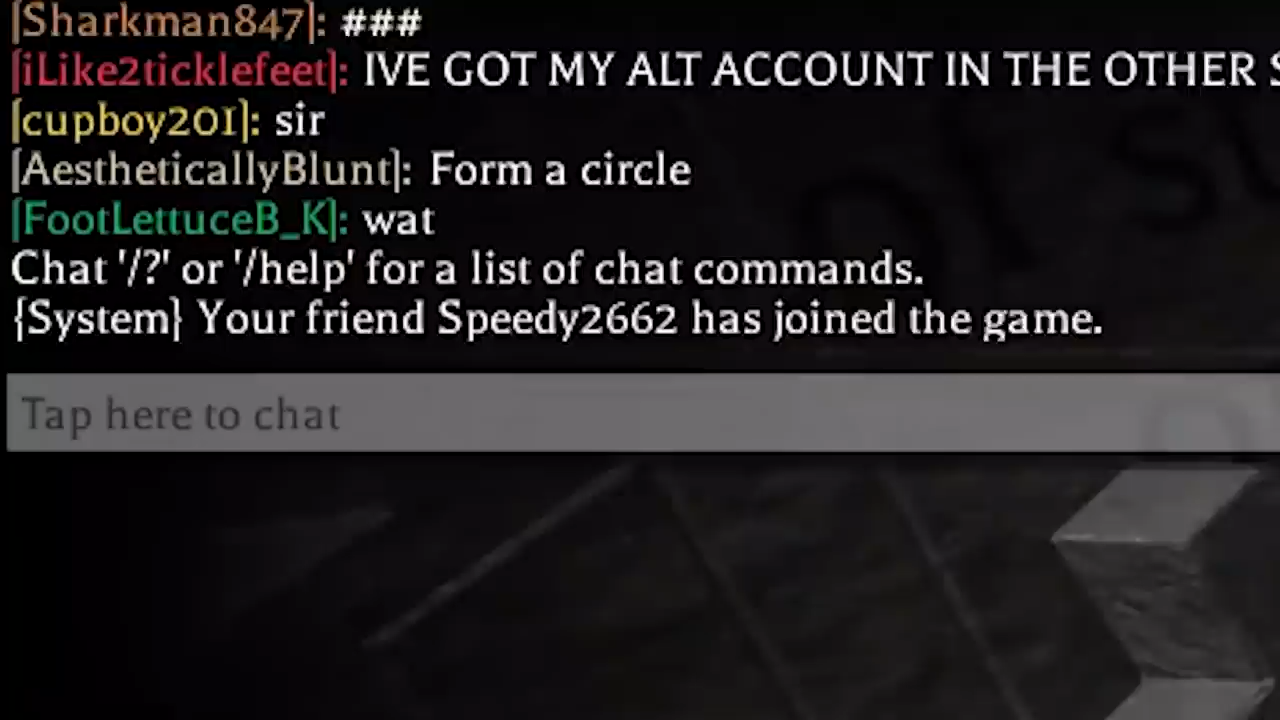 [Sharkman847]: ###
[iLike2ticklefeet]: IVE GOT MY ALT ACCOUNT IN THE OTHER
[cupboy201]: sir
[AestheticallyBlunt]: Form a circle
[FootLettuceB_K]: wat
Chat '/?' or '/help' for a list of chat commands.
{System} Your friend Speedy2662 has joined the game.
Tap here to chat